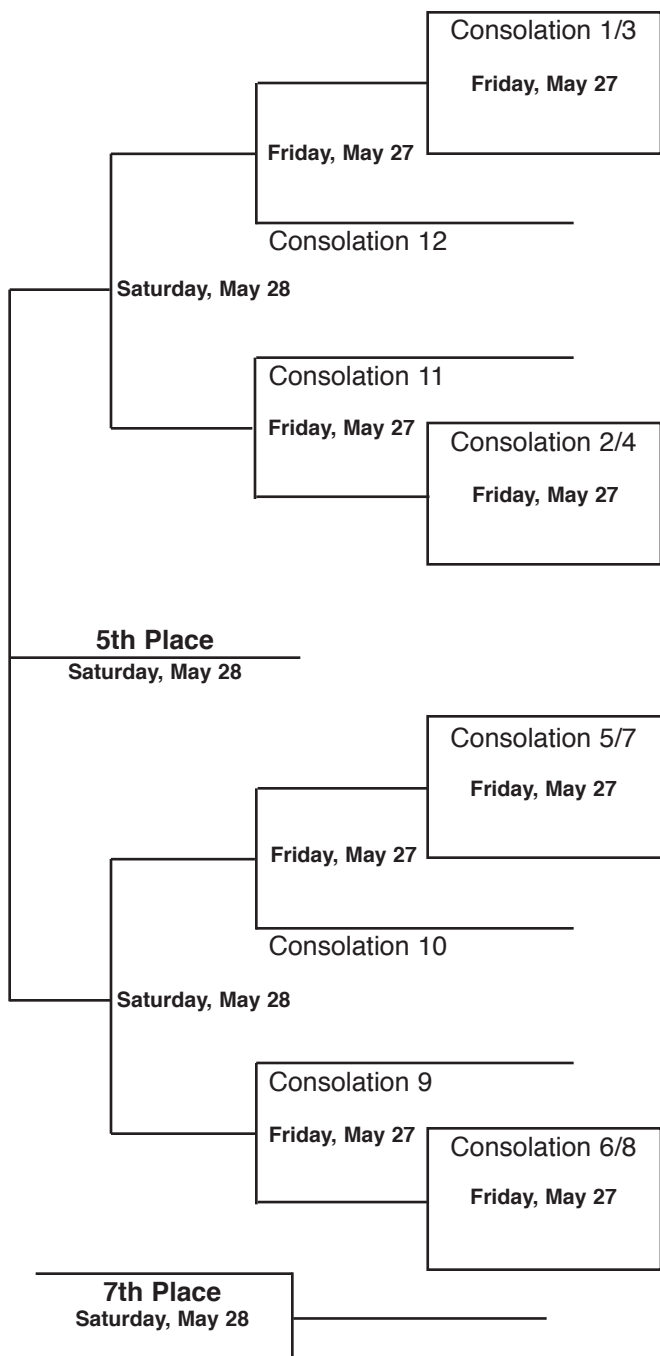 Consolation 1/3
Friday, May 27
Friday, May 27
Consolation 12
Saturday, May 28
Consolation 11
Friday, May 27
Consolation 2/4
Friday, May 27
5th Place
Saturday, May 28
Consolation 5/7
Friday, May 27
Friday, May 27
Consolation 10
Saturday, May 28
Consolation 9
Friday, May 27
Consolation 6/8
Friday, May 27
7th Place
Saturday, May 28